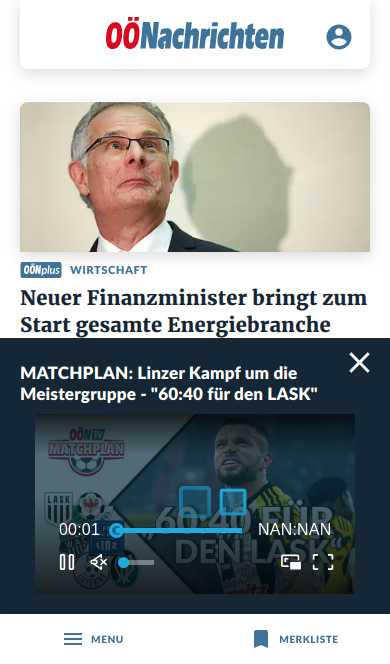 OÖNachrichten
OÖNplus WIRTSCHAFT
Neuer Finanzminister bringt zum
Start gesamte Energiebranche
MATCHPLAN: Linzer Kampf um die
Meistergruppe - "60:40 für den LASK"
OÖN TV
MATCHPLAN
LASK
"60:40 FÜR
DEN LASK"
00:01
NAN:NAN
MENU
MERKLISTE